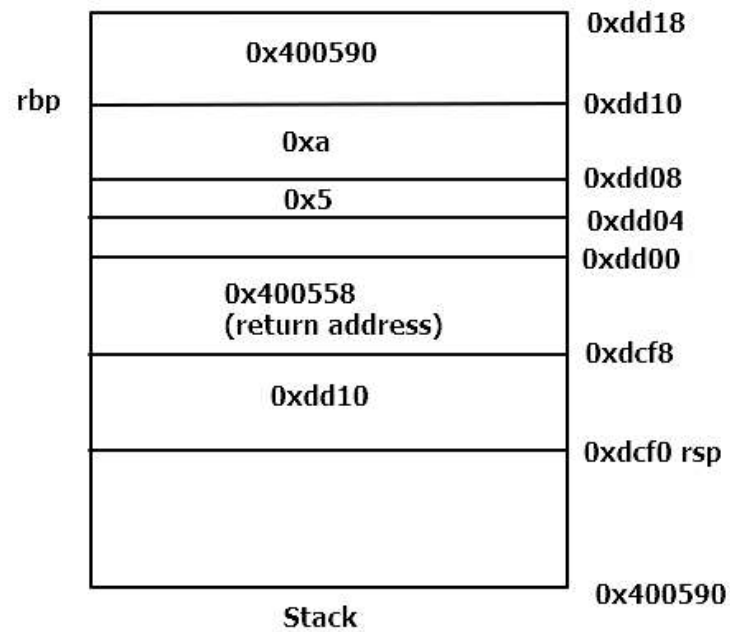 0xdd18
0x400590
rbp
0xdd10
0xa
0xdd08
0x5
0xdd04
0xdd00
0x400558
(return address)
0xdcf8
0xdd10
0xdcf0 rsp
0x400590
Stack